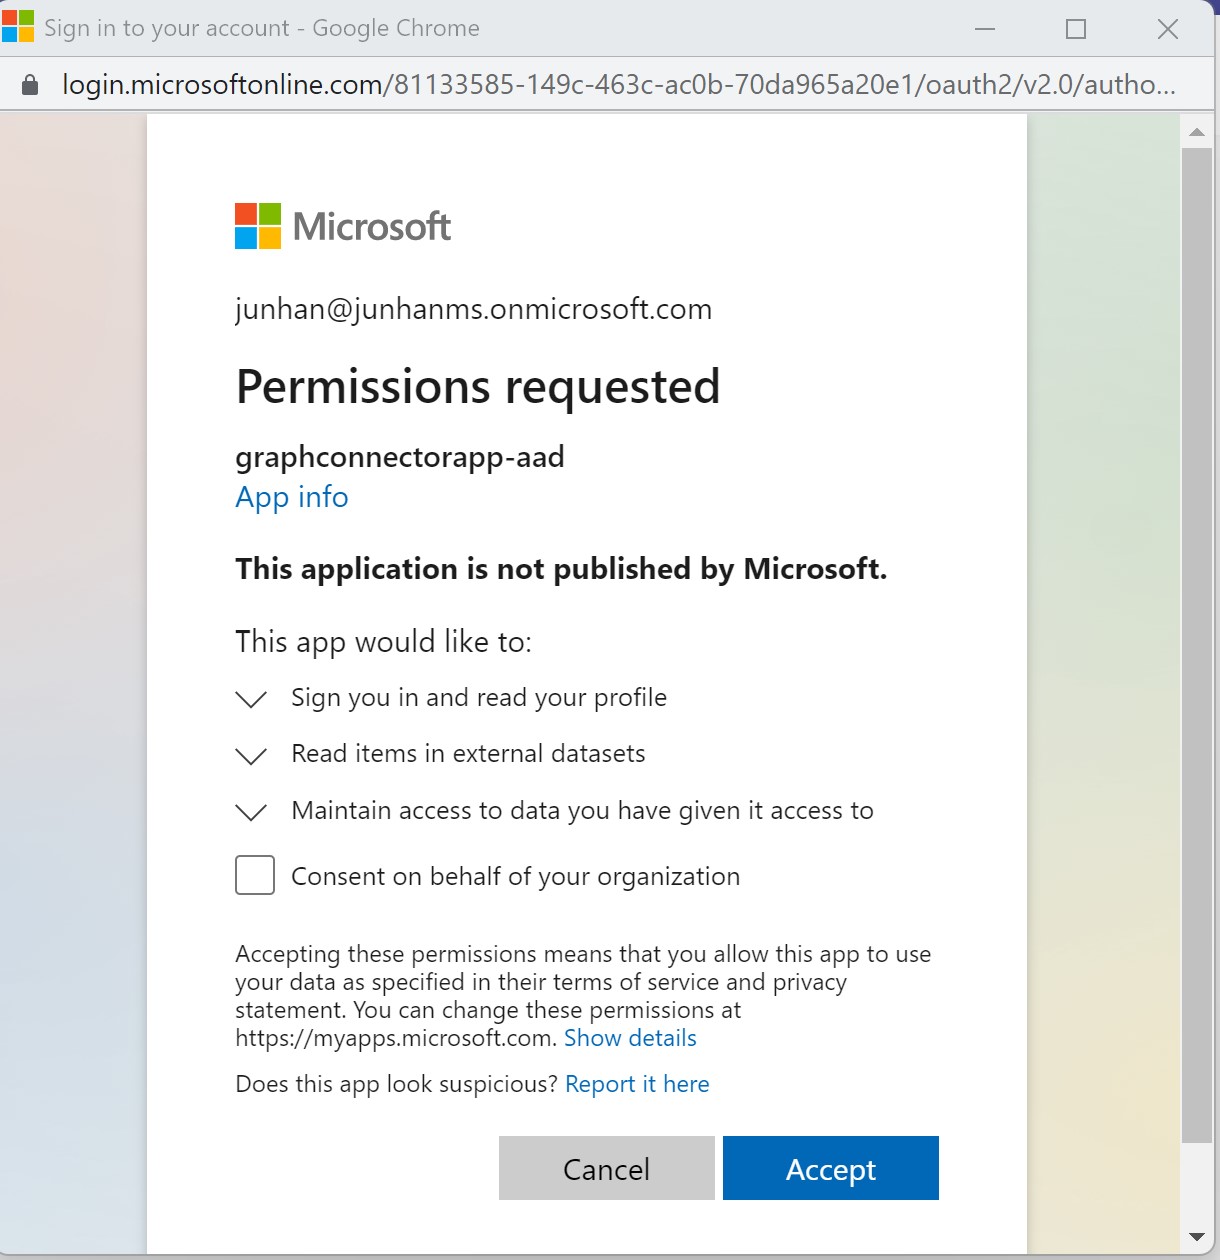 Sign in to your account - Google Chrome
login.microsoftonline.com/81133585-149c-463c-ac0b-70da965a20e1/oauth2/v2.0/autho...
Microsoft
junhan@junhanms.onmicrosoft.com
Permissions requested
graphconnectorapp-aad
App info
This application is not published by Microsoft.
This app would like to:
Sign you in and read your profile
Read items in external datasets
Maintain access to data you have given it access to
Consent on behalf of your organization
Accepting these permissions means that you allow this app to use
your data as specified in their terms of service and privacy
statement. You can change these permissions at
https://myapps.microsoft.com. Show details
Does this app look suspicious? Report it here
Cancel Accept